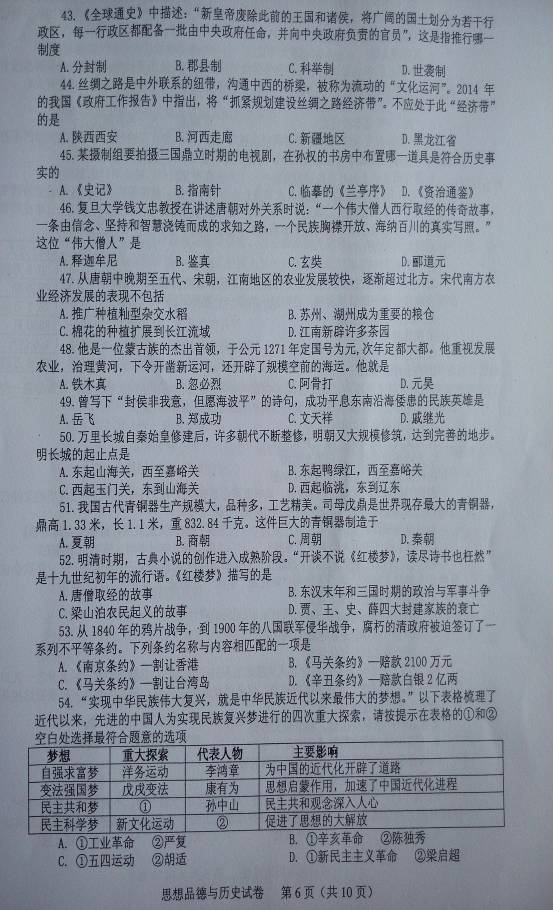 43.《全球通史》中描述：“新皇帝废除此前的王国和诸侯，将广阔的国土划分为若干行
政区，每一行政区都配备一批由中央政府任命，并向中央政府负责的官员”，这是指推行哪一
制度
A. 分封制 B. 郡县制 C. 科举制 D. 世袭制
44. 丝绸之路是中外联系的纽带，沟通中西的桥梁，被称为流动的“文化运河”。2014 年
的我国《政府工作报告》中指出，将“抓紧规划建设丝绸之路经济带”。不应处于此“经济带”
的是
A. 陕西西安 B. 河西走廊 C. 新疆地区 D. 黑龙江省
45. 某摄制组要拍摄三国鼎立时期的电视剧，在孙权的书房中布置哪一道具是符合历史事
实的
A.《史记》 B. 指南针 C. 临摹的《兰亭序》 D.《资治通鉴》
46. 复旦大学钱文忠教授在讲述唐朝对外关系时说：“一个伟大僧人西行取经的传奇故事，
一条由信念、坚持和智慧浇铸而成的求知之路，一个民族胸襟开放、海纳百川的真实写照。”
这位“伟大僧人”是
A. 释迦牟尼 B. 鉴真 C. 玄奘 D. 郦道元
47. 从唐朝中晚期至五代、宋朝，江南地区的农业发展较快，逐渐超过北方。宋代南方农
业经济发展的表现不包括
A. 推广种植籼型杂交水稻 B. 苏州、湖州成为重要的粮仓
C. 棉花的种植扩展到长江流域 D. 江南新辟许多茶园
48. 他是一位蒙古族的杰出首领，于公元 1271 年定国号为元,次年定都大都。他重视发展
农业，治理黄河，下令开凿新运河，还开辟了规模空前的海运。他就是
A. 铁木真 B. 忽必烈 C. 阿骨打 D. 元昊
49. 曾写下“封侯非我意，但愿海波平”的诗句，成功平息东南沿海倭患的民族英雄是
A. 岳飞 B. 郑成功 C. 文天祥 D. 戚继光
50. 万里长城自秦始皇修建后，许多朝代不断整修，明朝又大规模修筑，达到完善的地步。
明长城的起止点是
A. 东起山海关，西至嘉峪关 B. 东起鸭绿江，西至嘉峪关
C. 西起玉门关，东到山海关 D. 西起临洮，东到辽东
51. 我国古代青铜器生产规模大，品种多，工艺精美。司母戊鼎是世界现存最大的青铜器，
鼎高 1.33 米，长 1.1 米，重 832.84 千克。这件巨大的青铜器制造于
A. 夏朝 B. 商朝 C. 周朝 D. 秦朝
52. 明清时期，古典小说的创作进入成熟阶段。“开谈不说《红楼梦》，读尽诗书也枉然”
是十九世纪初年的流行语。《红楼梦》描写的是
A. 唐僧取经的故事 B. 东汉末年和三国时期的政治与军事斗争
C. 梁山泊农民起义的故事 D. 贾、王、史、薛四大封建家族的衰亡
53. 从 1840 年的鸦片战争，到 1900 年的八国联军侵华战争，腐朽的清政府被迫签订了一
系列不平等条约。下列条约名称与内容相匹配的一项是
A.《南京条约》—割让香港 B.《马关条约》—赔款 2100 万元
C.《马关条约》—割让台湾岛 D.《辛丑条约》—赔款白银 2 亿两
54. “实现中华民族伟大复兴，就是中华民族近代以来最伟大的梦想。”以下表格梳理了
近代以来，先进的中国人为实现民族复兴梦进行的四次重大探索，请按提示在表格的①和②
空白处选择最符合题意的选项
梦想 重大探索 代表人物 主要影响
自强求富梦 洋务运动 李鸿章 为中国的近代化开辟了道路
变法强国梦 戊戌变法 康有为 思想启蒙作用，加速了中国近代化进程
民主共和梦 ① 孙中山 民主共和观念深入人心
民主科学梦 新文化运动 ② 促进了思想的大解放
A. ①工业革命 ②严复 B. ①辛亥革命 ②陈独秀
C. ①五四运动 ②胡适 D. ①新民主主义革命 ②梁启超
思想品德与历史试卷 第 6 页（共 10 页）